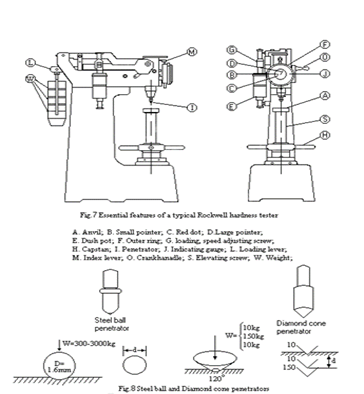 M
L
W
I
G
D
B
C
E
F
O
J
A
S
H
Fig.7 Essential features of a typical Rockwell hardness tester
A. Anvil; B. Small pointer; C. Red dot; D.Large pointer;
E. Dash pot; F. Outer ring; G. loading, speed adjusting screw;
H. Capstan; I. Penetrator; J. Indicating gauge; L. Loading lever;
M. Index lever; O. Crankhandle; S. Elevating screw; W. Weight;
Steel ball
penetrator
Diamond cone
penetrator
W=300-3000kg
D=
1.6mm
d
W=
10kg
150kg
10kg
120°
10
10
150
d
Fig.8 Steel ball and Diamond cone penetrators